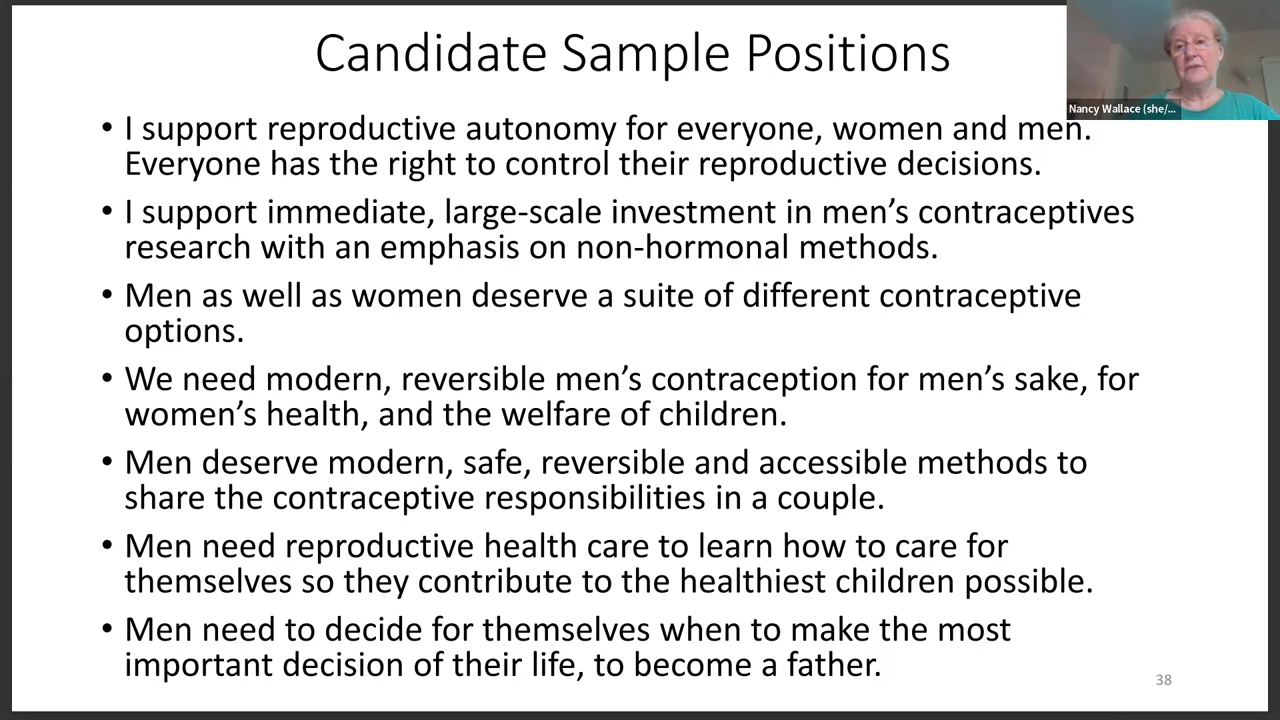 Candidate Sample Positions
Nancy Wallace (she/...
• I support reproductive autonomy for everyone, women and men.
Everyone has the right to control their reproductive decisions.
• I support immediate, large-scale investment in men’s contraceptives
research with an emphasis on non-hormonal methods.
• Men as well as women deserve a suite of different contraceptive
options.
• We need modern, reversible men’s contraception for men’s sake, for
women’s health, and the welfare of children.
• Men deserve modern, safe, reversible and accessible methods to
share the contraceptive responsibilities in a couple.
• Men need reproductive health care to learn how to care for
themselves so they contribute to the healthiest children possible.
• Men need to decide for themselves when to make the most
important decision of their life, to become a father.
38